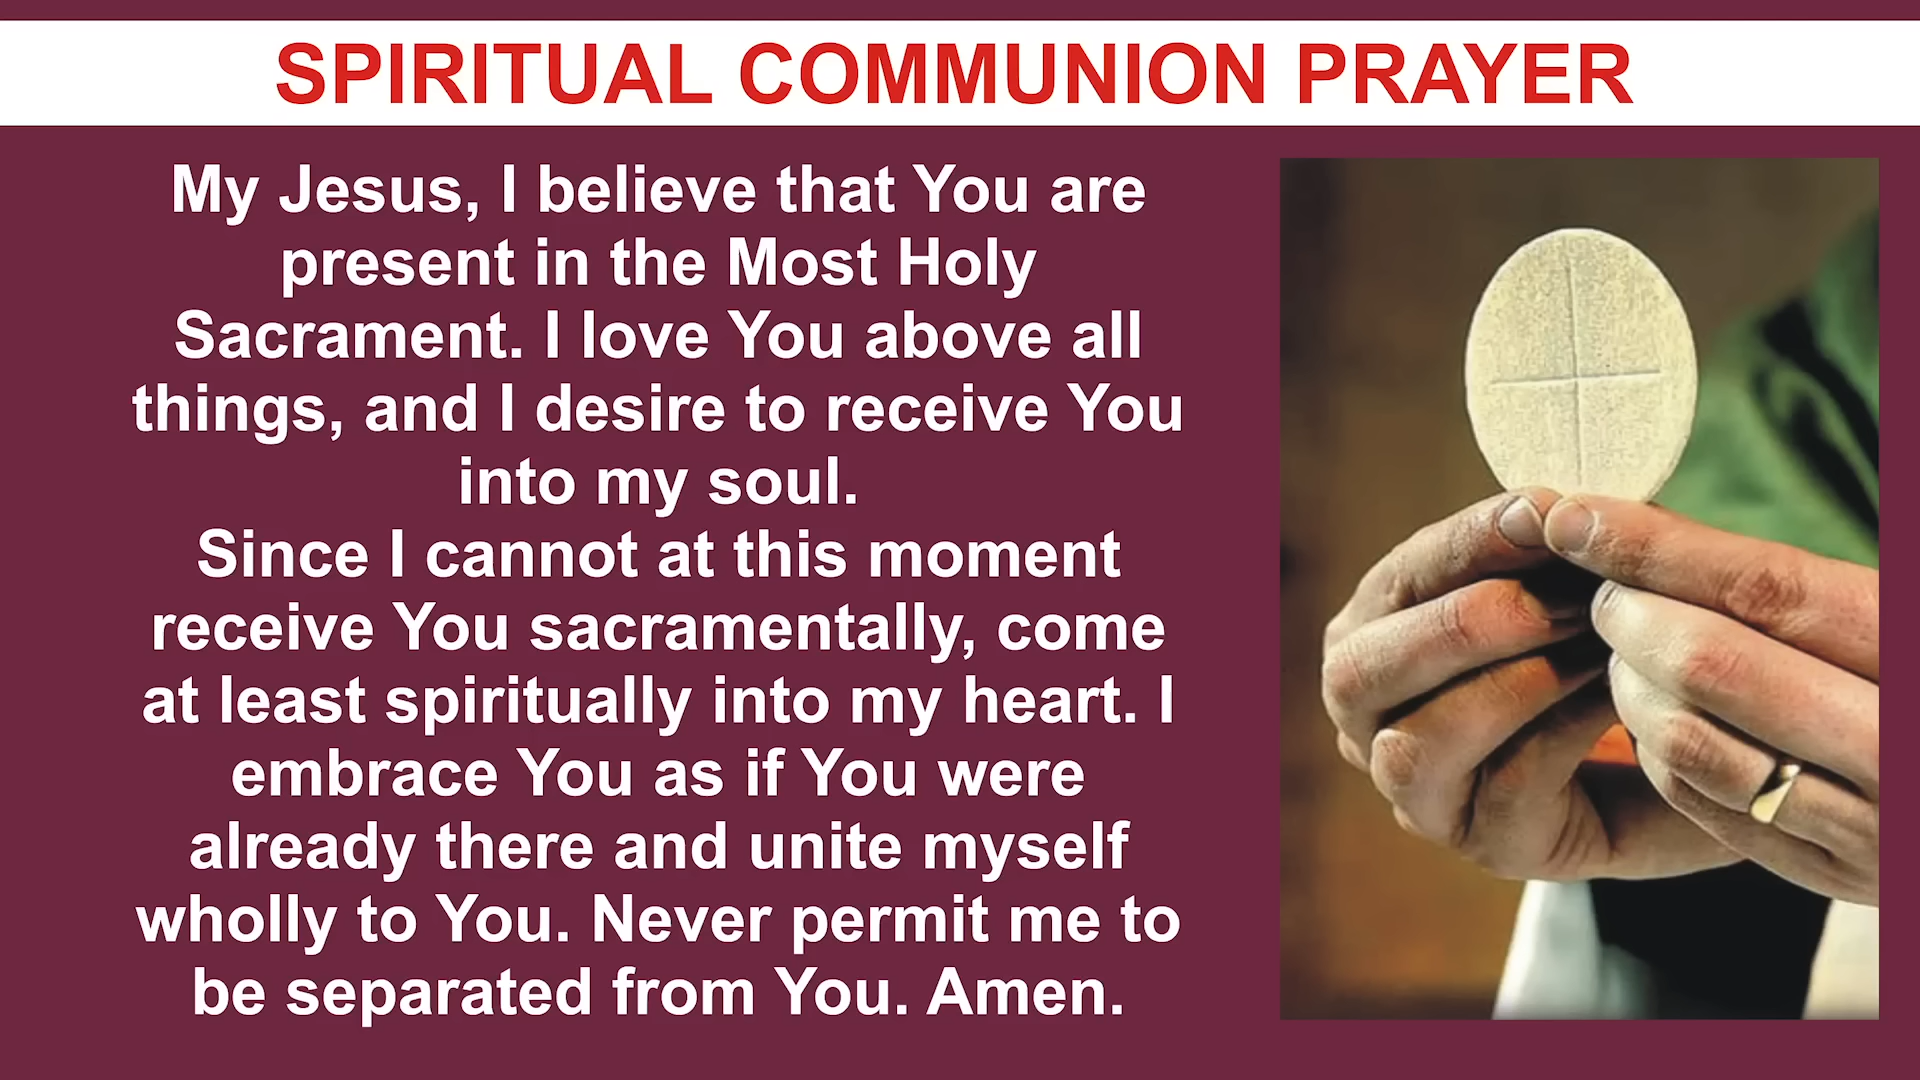 SPIRITUAL COMMUNION PRAYER
My Jesus, I believe that You are
present in the Most Holy
Sacrament. I love You above all
things, and I desire to receive You
into my soul.
Since I cannot at this moment
receive You sacramentally, come
at least spiritually into my heart. I
embrace You as if You were
already there and unite myself
wholly to You. Never permit me to
be separated from You. Amen.